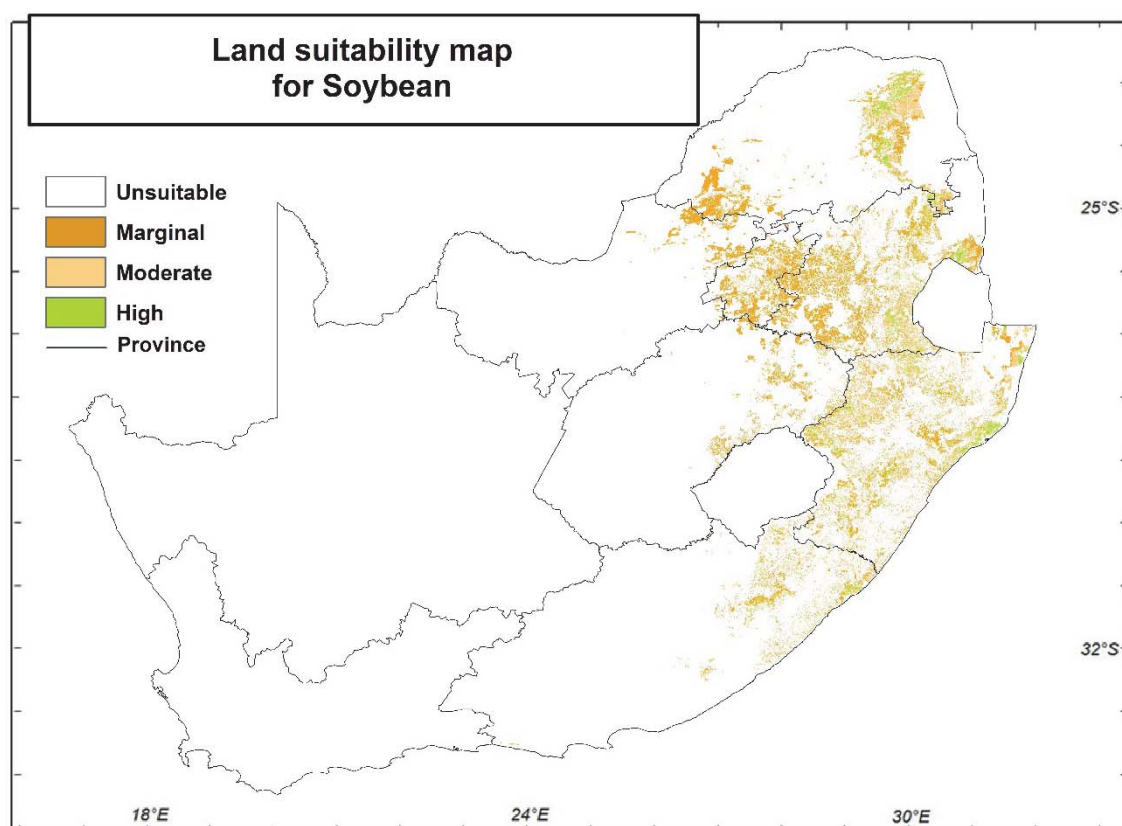 Land suitability map
for Soybean
Unsuitable
Marginal
Moderate
High
Province
25°S
32°S
18°E
24°E
30°E